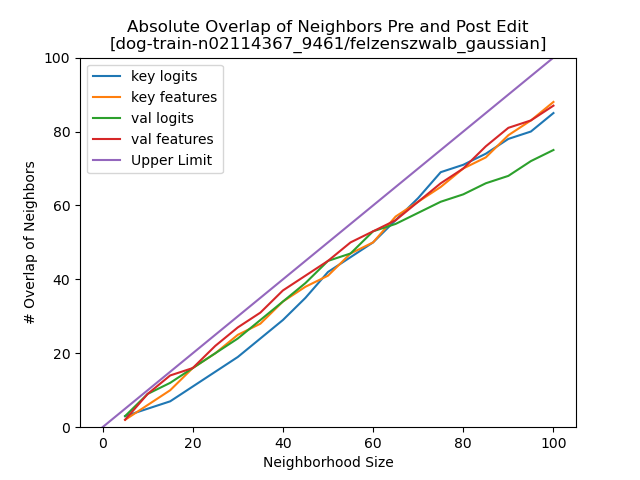 Absolute Overlap of Neighbors Pre and Post Edit
[dog-train-n02114367_9461/felzenszwalb_gaussian]
key logits
key features
val logits
val features
Upper Limit
# Overlap of Neighbors
100
80
60
40
20
0
0 20 40 60 80 100
Neighborhood Size